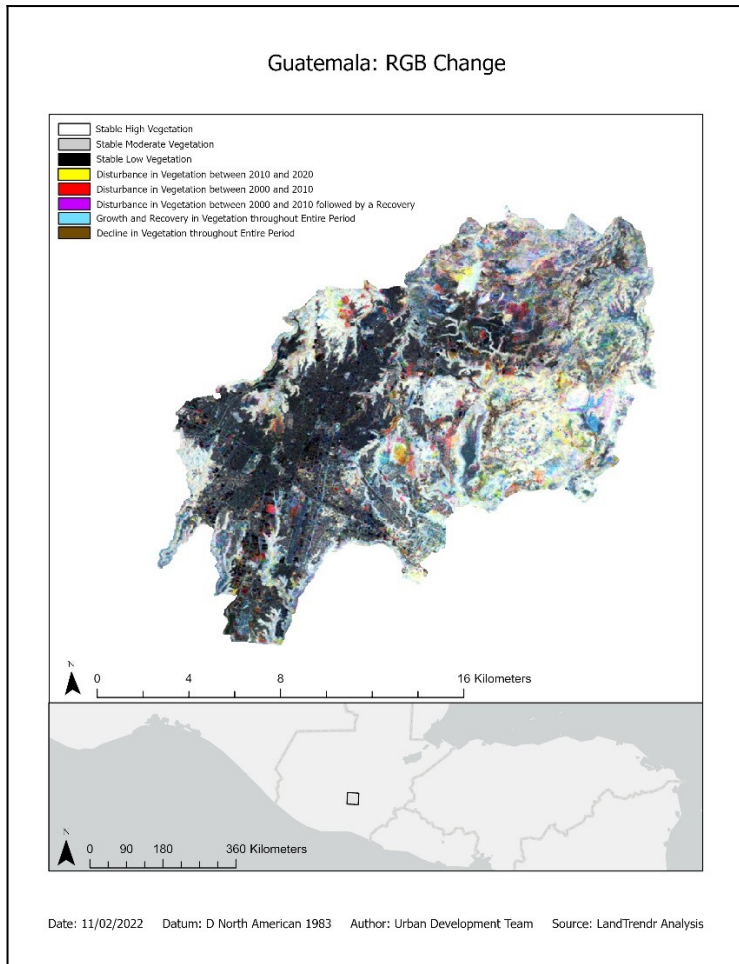 Guatemala: RGB Change
Stable High Vegetation
Stable Moderate Vegetation
Stable Low Vegetation
Disturbance in Vegetation between 2010 and 2020
Disturbance in Vegetation between 2000 and 2010
Disturbance in Vegetation between 2000 and 2010 followed by a Recovery
Growth and Recovery in Vegetation throughout Entire Period
Decline in Vegetation throughout Entire Period
N
0 4 8 16 Kilometers
N
0 90 180 360 Kilometers
Date: 11/02/2022 Datum: D North American 1983 Author: Urban Development Team Source: LandTrendr Analysis